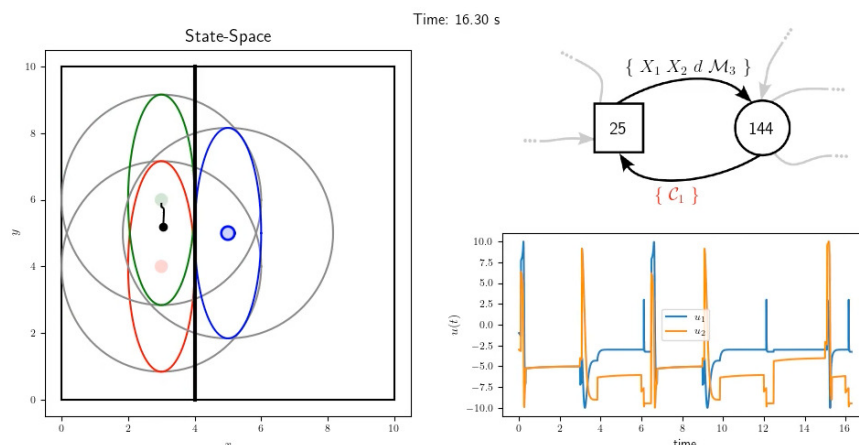 Time: 16.30 s
State-Space
10
8
6
4
2
0
y
0 2 4 6 8 10
{ X₁ X₂ d ℳ₃ }
25
144
{ 𝒞₁ }
10.0
7.5
5.0
2.5
0.0
-2.5
-5.0
-7.5
-10.0
u(t)
u₁
u₂
0 2 4 6 8 10 12 14 16
time